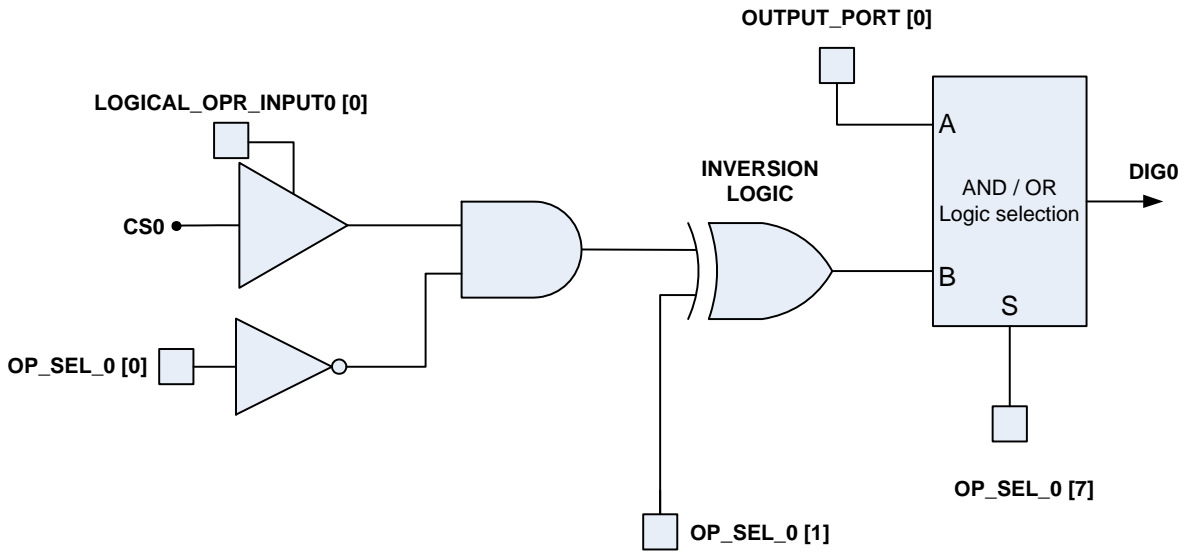 OUTPUT_PORT [0]
LOGICAL_OPR_INPUT0 [0]
A
INVERSION
LOGIC
DIG0
AND / OR
Logic selection
CS0
B
S
OP_SEL_0 [0]
OP_SEL_0 [7]
OP_SEL_0 [1]